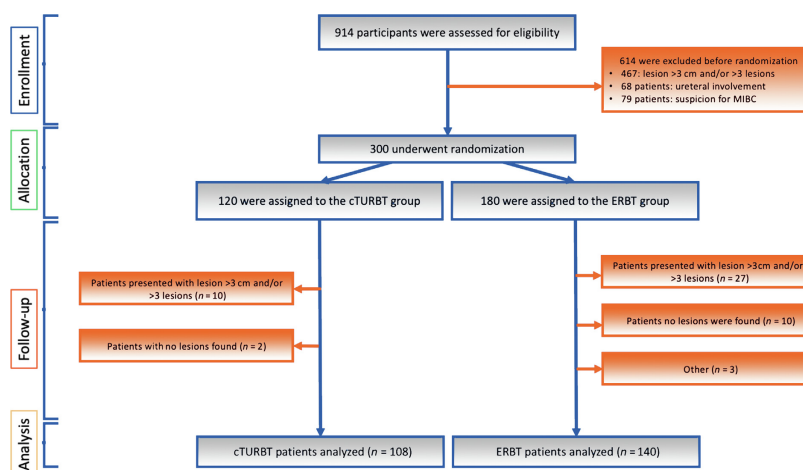 Enrollment
914 participants were assessed for eligibility
614 were excluded before randomization
• 467: lesion >3 cm and/or >3 lesions
• 68 patients: ureteral involvement
• 79 patients: suspicion for MIBC
Allocation
300 underwent randomization
120 were assigned to the cTURBT group
180 were assigned to the ERBT group
Follow-up
Patients presented with lesion >3 cm and/or
>3 lesions (n = 10)
Patients with no lesions found (n = 2)
Patients presented with lesion >3cm and/or
>3 lesions (n = 27)
Patients no lesions were found (n = 10)
Other (n = 3)
Analysis
cTURBT patients analyzed (n = 108)
ERBT patients analyzed (n = 140)